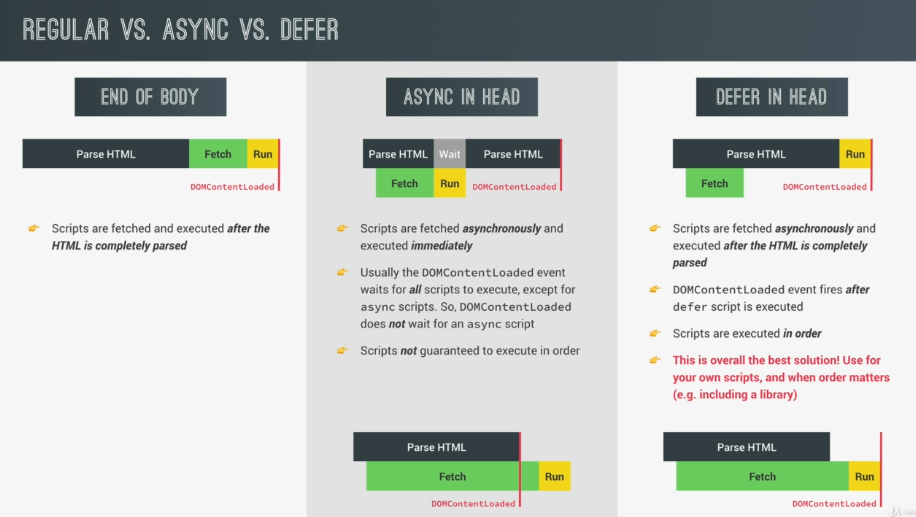 REGULAR VS. ASYNC VS. DEFER
END OF BODY
Parse HTML
Fetch
Run
DOMContentLoaded
Scripts are fetched and executed after the
HTML is completely parsed
ASYNC IN HEAD
Parse HTML
Wait
Parse HTML
Fetch
Run
DOMContentLoaded
Scripts are fetched asynchronously and
executed immediately
Usually the DOMContentLoaded event
waits for all scripts to execute, except for
async scripts. So, DOMContentLoaded
does not wait for an async script
Scripts not guaranteed to execute in order
Parse HTML
Fetch
Run
DOMContentLoaded
DEFER IN HEAD
Parse HTML
Run
Fetch
DOMContentLoaded
Scripts are fetched asynchronously and
executed after the HTML is completely
parsed
DOMContentLoaded event fires after
defer script is executed
Scripts are executed in order
This is overall the best solution! Use for
your own scripts, and when order matters
(e.g. including a library)
Parse HTML
Fetch
Run
DOMContentLoaded